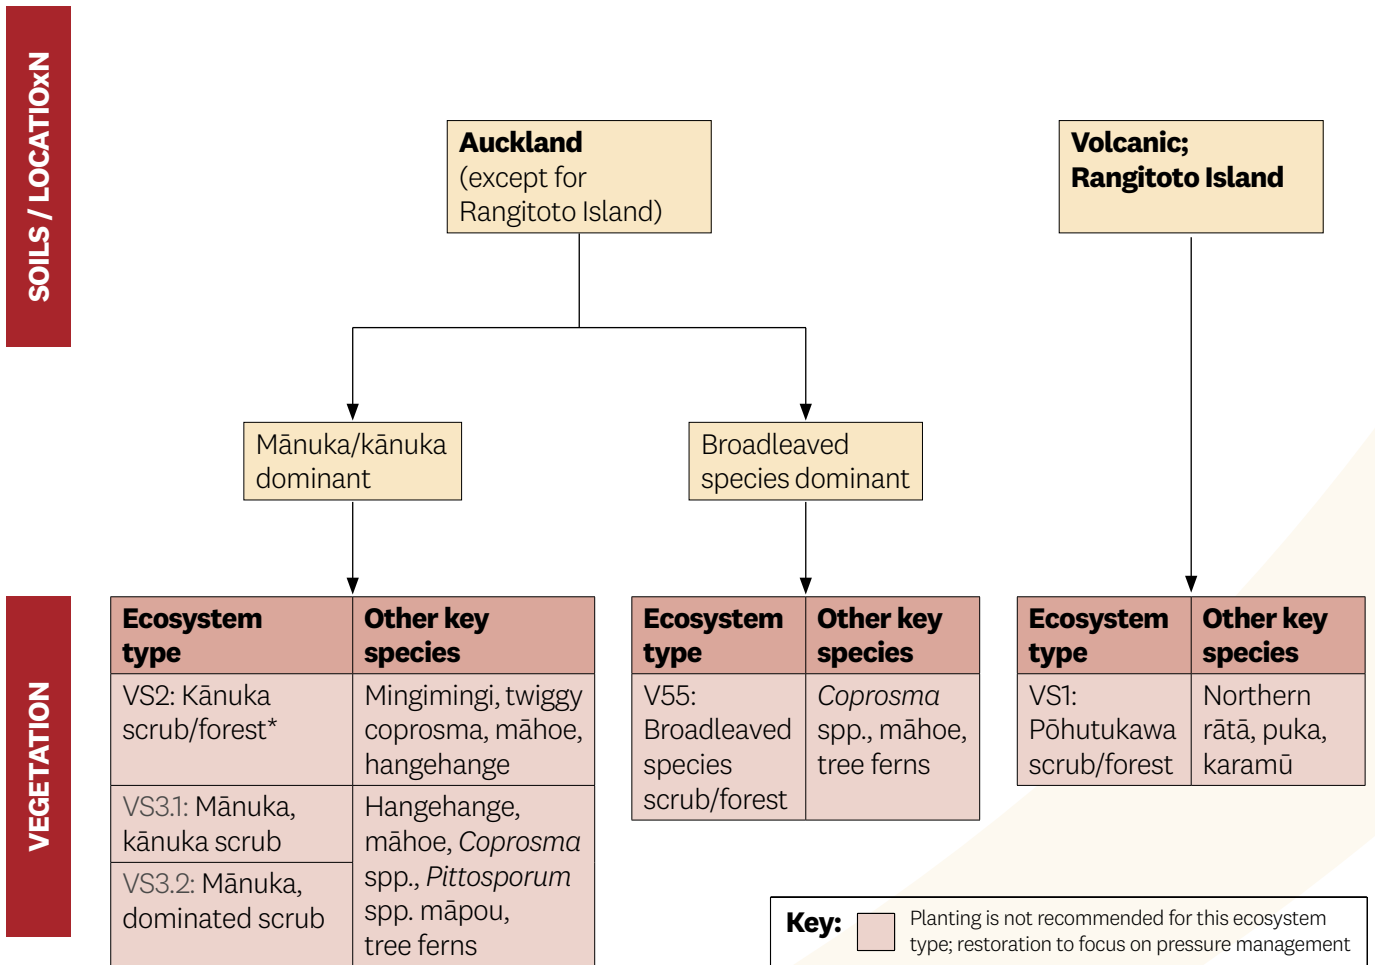 SOILS / LOCATIOxN
Auckland
(except for
Rangitoto Island)
Volcanic;
Rangitoto Island
Mānuka/kānuka
dominant
Broadleaved
species dominant
VEGETATION
Ecosystem
type
Other key
species
VS2: Kānuka
scrub/forest*
Mingimingi, twiggy
coprosma, māhoe,
hangehange
VS3.1: Mānuka,
kānuka scrub
VS3.2: Mānuka,
dominated scrub
Hangehange,
māhoe, Coprosma
spp., Pittosporum
spp. māpou,
tree ferns
Ecosystem
type
Other key
species
V55:
Broadleaved
species
scrub/forest
Coprosma
spp., māhoe,
tree ferns
Ecosystem
type
Other key
species
VS1:
Pōhutukawa
scrub/forest
Northern
rātā, puka,
karamū
Key:
Planting is not recommended for this ecosystem
type; restoration to focus on pressure management